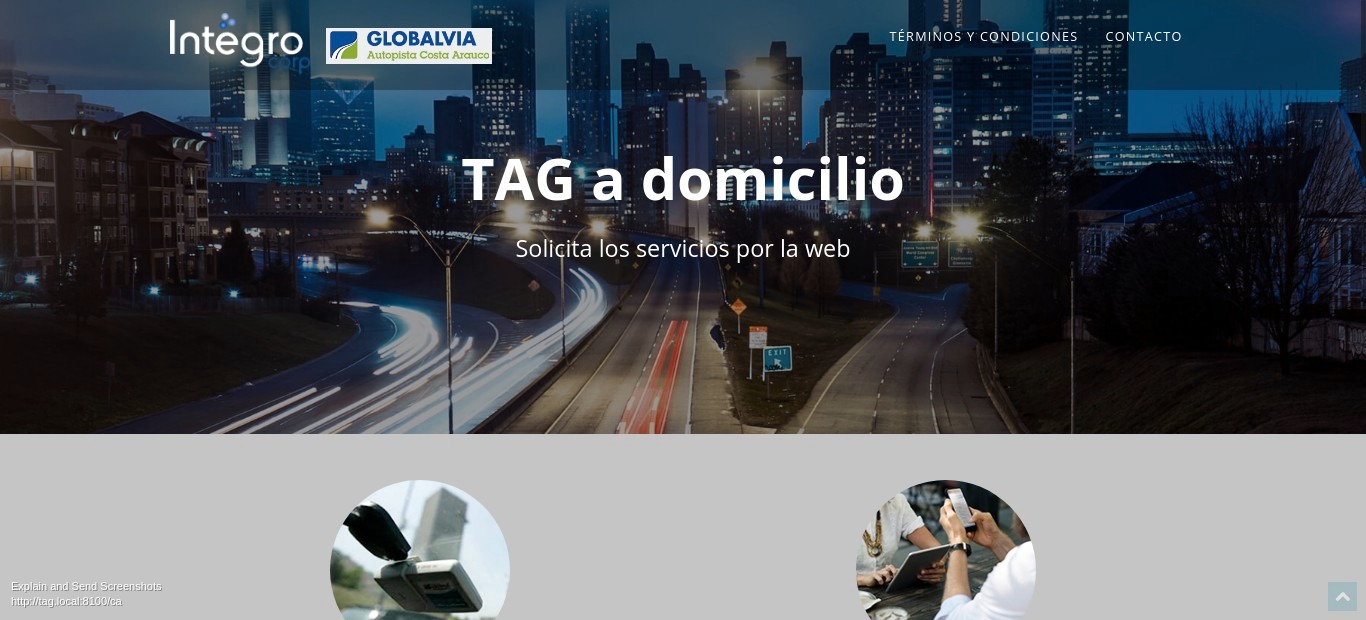 Integro
corp
GLOBALVIA
Autopista Costa Arauco
TÉRMINOS Y CONDICIONES
CONTACTO
TAG a domicilio
Solicita los servicios por la web
EXIT
Explain and Send Screenshots
http://tag.local:8100/ca